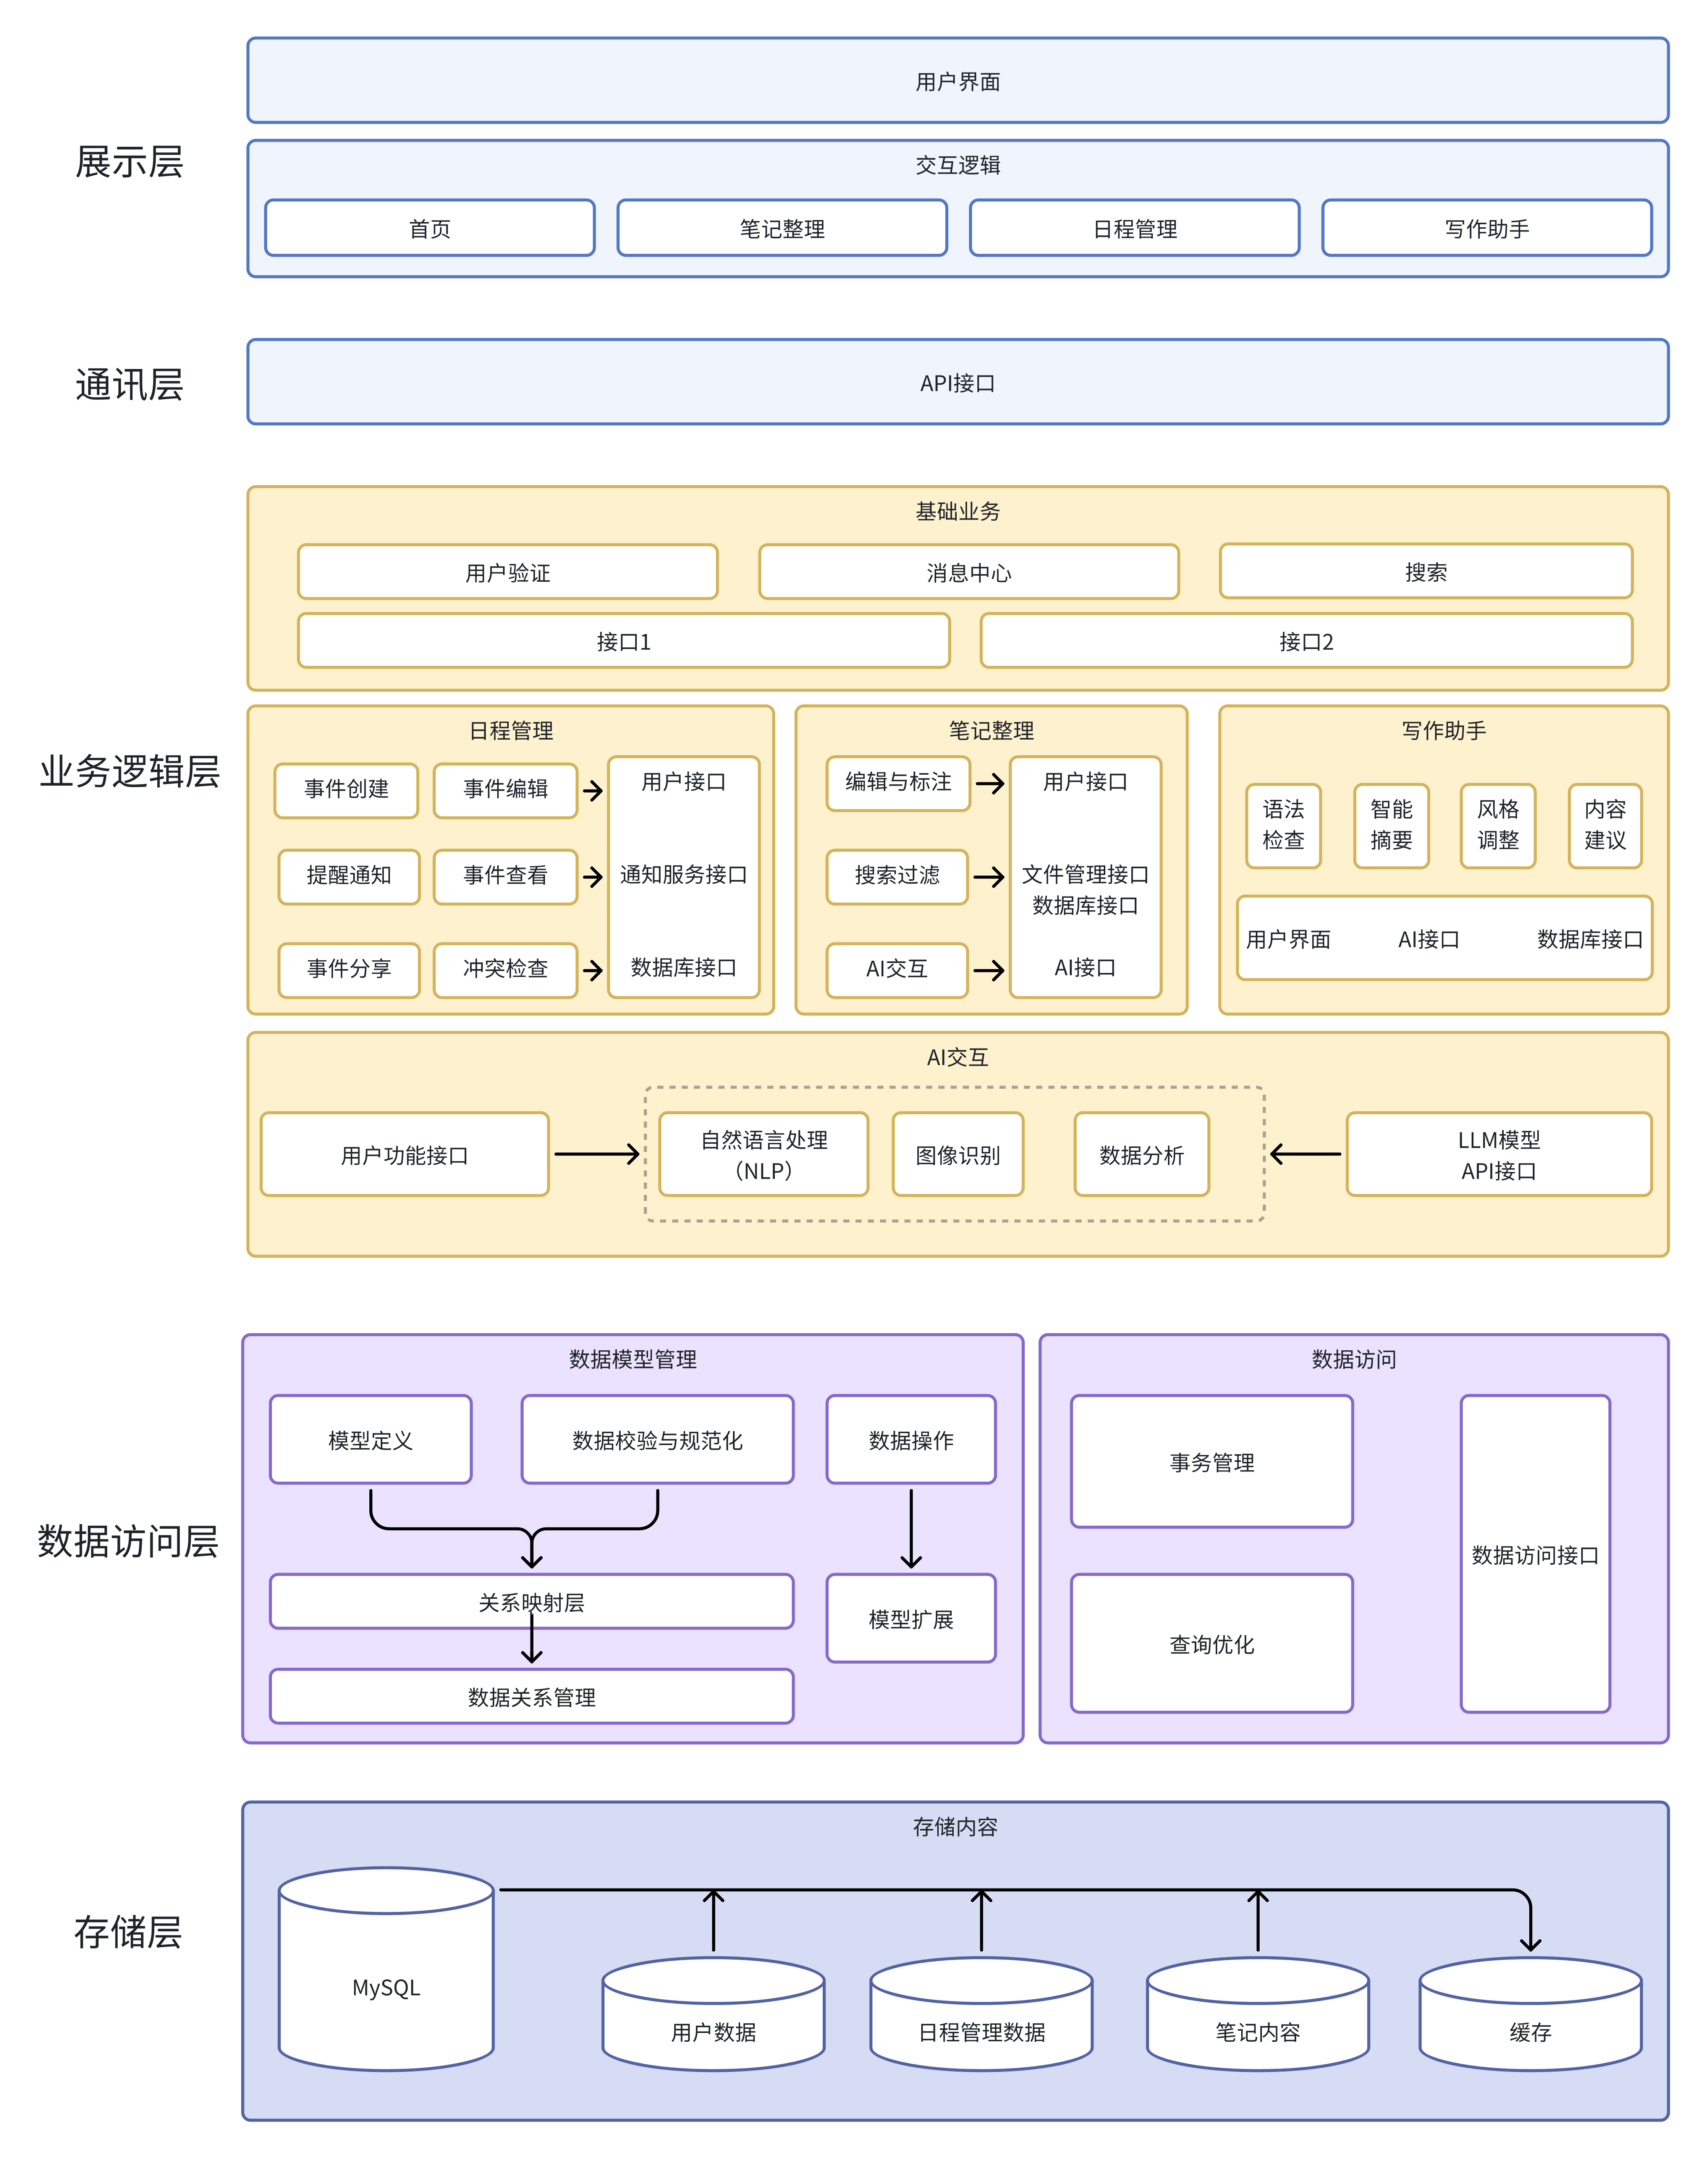 展示层
用户界面
交互逻辑
首页
笔记整理
日程管理
写作助手
通讯层
API接口
业务逻辑层
基础业务
用户验证
消息中心
搜索
接口1
接口2
日程管理
事件创建
事件编辑
用户接口
提醒通知
事件查看
通知服务接口
事件分享
冲突检查
数据库接口
笔记整理
编辑与标注
用户接口
搜索过滤
文件管理接口
数据库接口
AI交互
AI接口
写作助手
语法
检查
智能
摘要
风格
调整
内容
建议
用户界面
AI接口
数据库接口
AI交互
用户功能接口
自然语言处理
（NLP）
图像识别
数据分析
LLM模型
API接口
数据访问层
数据模型管理
模型定义
数据校验与规范化
数据操作
关系映射层
模型扩展
数据关系管理
数据访问
事务管理
查询优化
数据访问接口
存储层
存储内容
MySQL
用户数据
日程管理数据
笔记内容
缓存